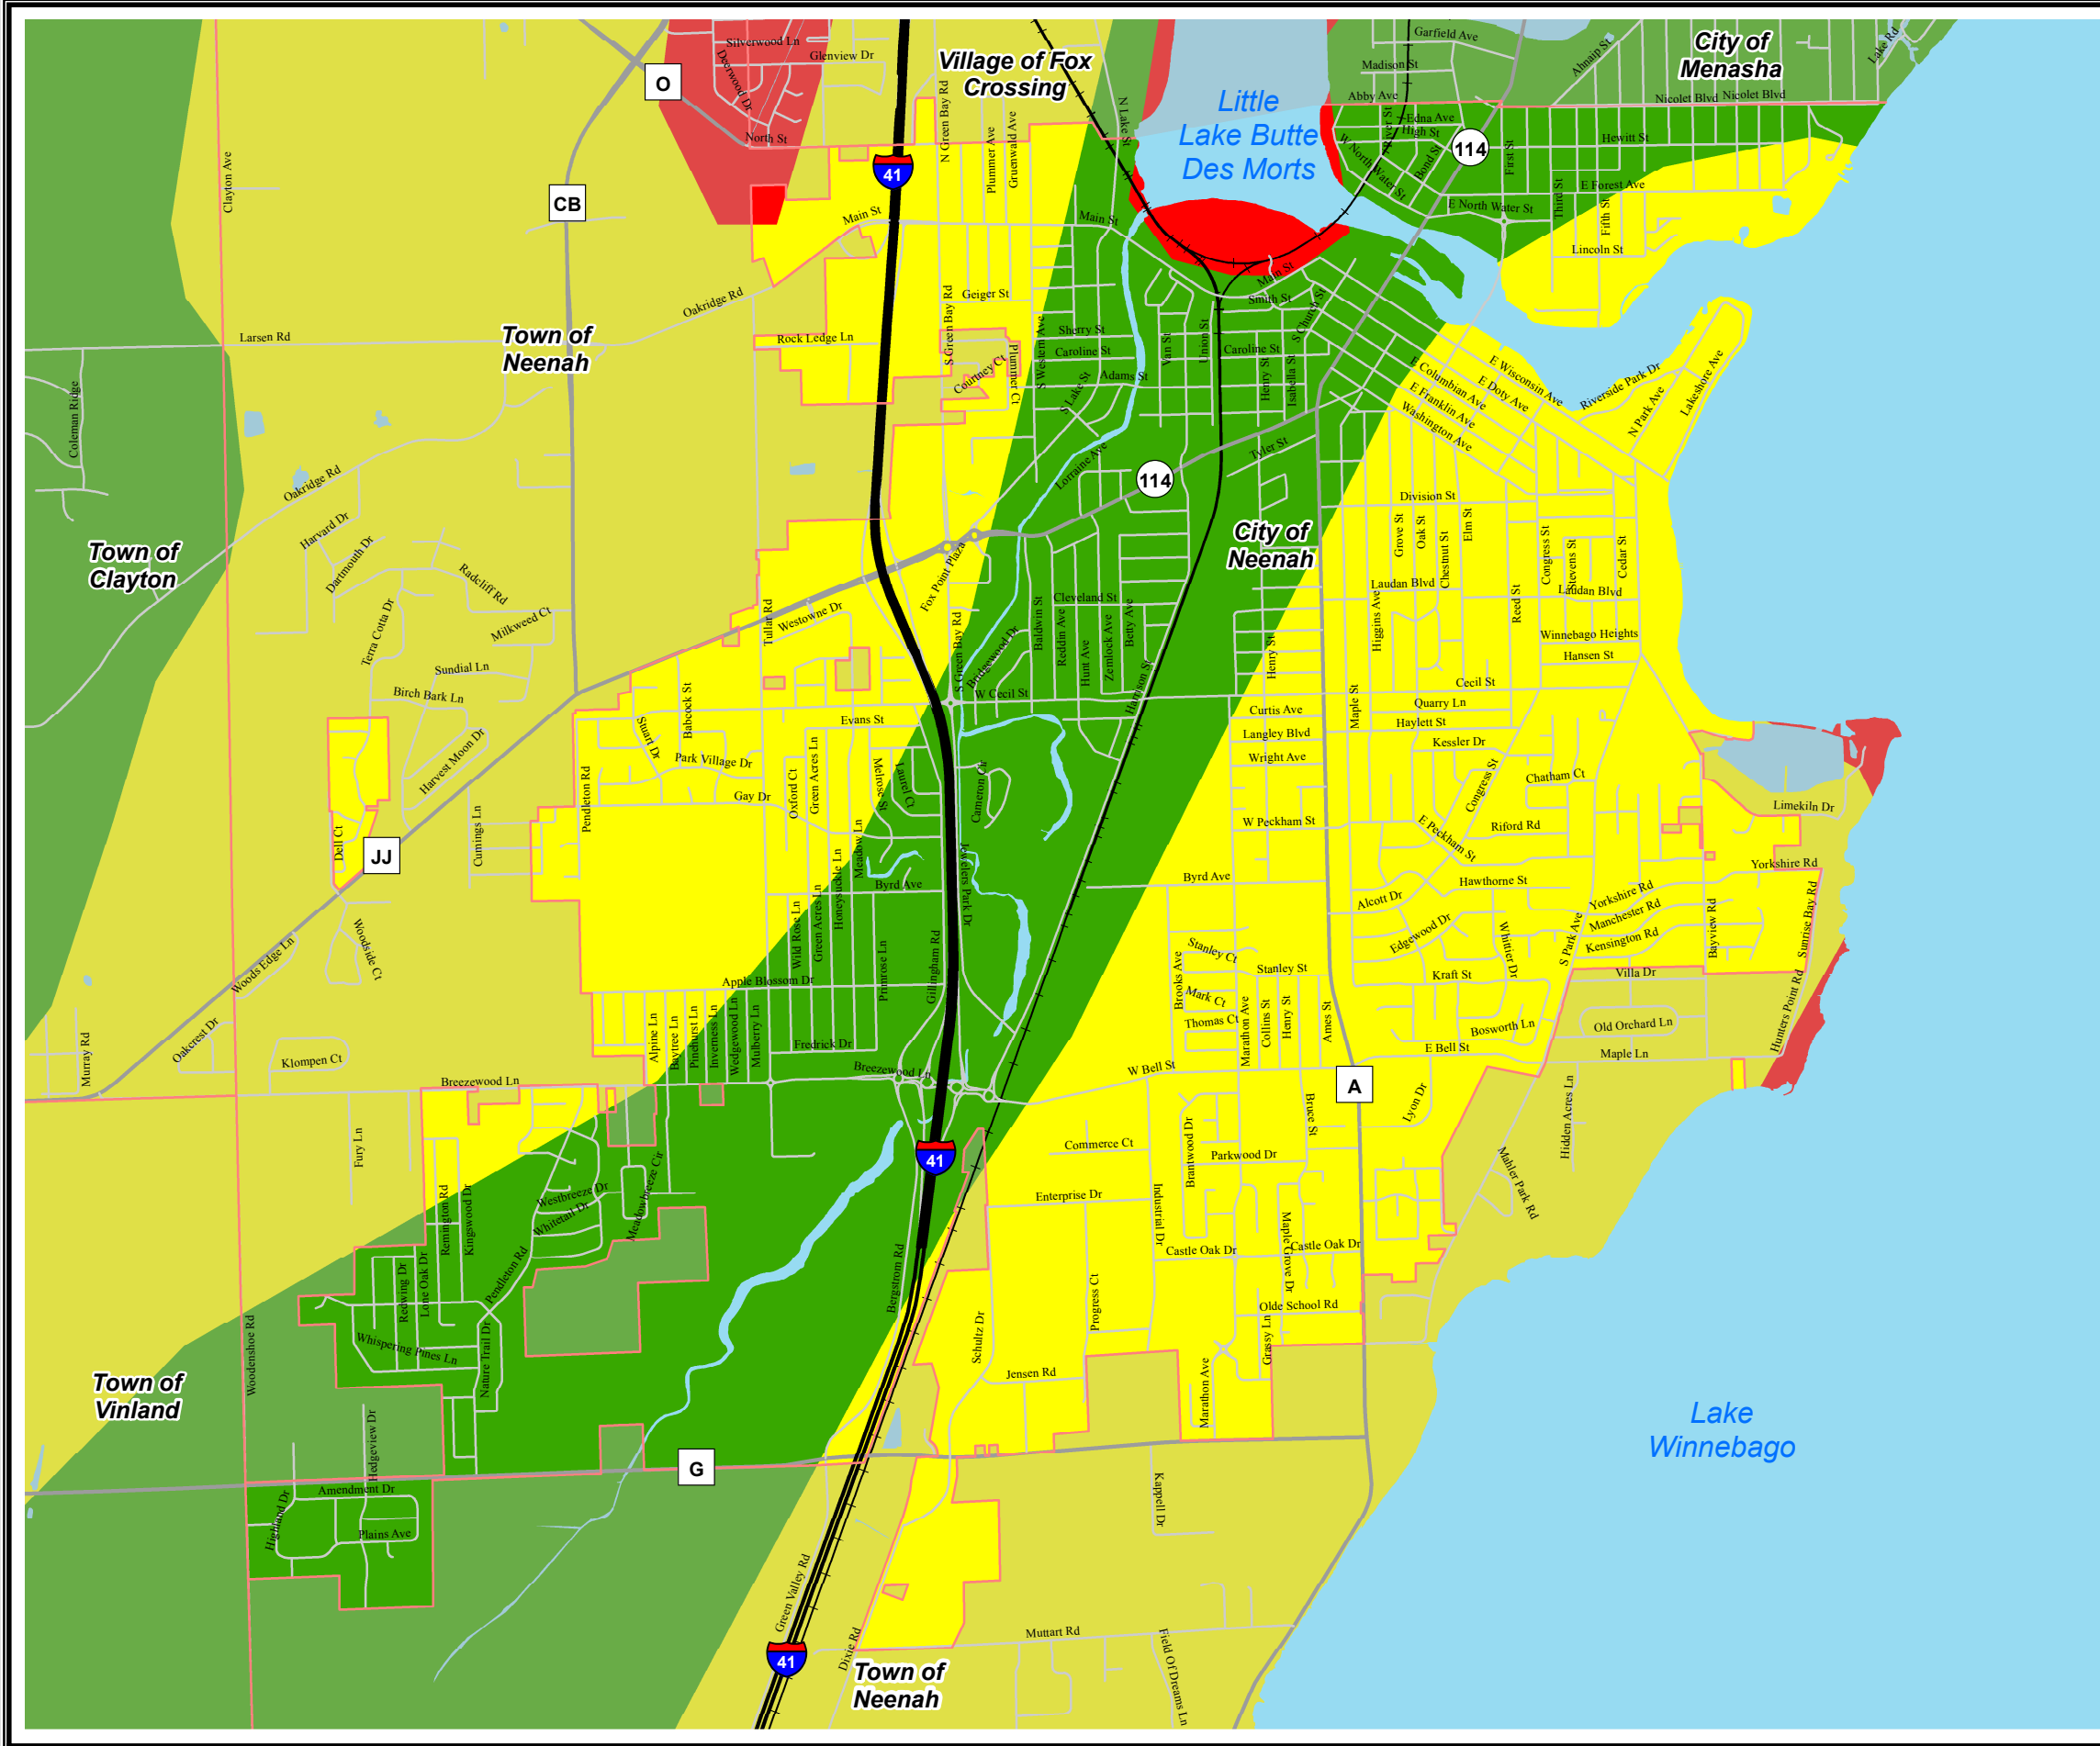 Silverwood Ln
Glenview Dr
Deerwood Dr
O
North St
Village of Fox
Crossing
N Green Bay Rd
Plummer Ave
Gruenwald Ave
N Lake St
Little
Lake Butte
Des Morts
Garfield Ave
Madison St
Ahnaip St
City of
Menasha
Lake Rd
Abby Ave
Nicolet Blvd
Nicolet Blvd
Edna Ave
High St
River St
Bond St
W North Water St
114
First St
Hewitt St
Third St
E Forest Ave
Fifth St
E North Water St
Lincoln St
41
Clayton Ave
CB
Main St
Main St
Main St
Smith St
Oakridge Rd
Larsen Rd
Town of
Neenah
Rock Ledge Ln
Geiger St
S Green Bay Rd
Courtney Ct
Plummer Ct
S Western Ave
Sherry St
Caroline St
Adams St
S Lake St
Van St
Union St
Caroline St
Henry St
Isabella St
S Church St
E Wisconsin Ave
E Doty Ave
E Columbian Ave
E Franklin Ave
Washington Ave
Riverside Park Dr
N Park Ave
Lakeshore Ave
Coleman Ridge
Oakridge Rd
Lorraine Ave
114
Tyler St
City of
Neenah
Division St
Grove St
Oak St
Chestnut St
Elm St
Congress St
Stevens St
Cedar St
Town of
Clayton
Harvard Dr
Dartmouth Dr
Radcliff Rd
Terra Cotta Dr
Milkweed Ct
Sundial Ln
Birch Bark Ln
Harvest Moon Dr
Fox Point Plaza
Tullar Rd
Westowne Dr
S Green Bay Rd
Bridgewood Dr
Baldwin St
Cleveland St
Reddin Ave
Hunt Ave
Zemlock Ave
Betty Ave
Harrison St
W Cecil St
Henry St
Higgins Ave
Laudan Blvd
Laudan Blvd
Reed St
Winnebago Heights
Hansen St
Cecil St
Maple St
Curtis Ave
Quarry Ln
Haylett St
Langley Blvd
Kessler Dr
Wright Ave
Congress St
Chatham Ct
Limekiln Dr
Stuart Dr
Babcock St
Evans St
Park Village Dr
Pendleton Rd
Gay Dr
Oxford Ct
Green Acres Ln
Melrose St
Laurel Ct
Cameron Cir
Dell Ct
JJ
Cumings Ln
W Peckham St
E Peckham St
Riford Rd
Yorkshire Rd
Meadow Ln
Honeysuckle Ln
Green Acres Ln
Wild Rose Ln
Byrd Ave
Jewelers Park Dr
Byrd Ave
Hawthorne St
Alcott Dr
Yorkshire Rd
Manchester Rd
Kensington Rd
Edgewood Dr
Whittier Dr
S Park Ave
Bayview Rd
Sunrise Bay Rd
Woods Edge Ln
Woodside Ct
Apple Blossom Dr
Primrose Ln
Gillingham Rd
Stanley Ct
Stanley St
Brooks Ave
Mark Ct
Thomas Ct
Marathon Ave
Collins St
Henry St
Ames St
Kraft St
Villa Dr
Hunters Point Rd
Old Orchard Ln
Bosworth Ln
E Bell St
Maple Ln
Murray Rd
Oakcrest Dr
Klompen Ct
Alpine Ln
Baytree Ln
Pinehurst Ln
Inverness Ln
Wedgewood Ln
Mulberry Ln
Fredrick Dr
Breezewood Ln
Breezewood Ln
W Bell St
A
Lyon Dr
Hidden Acres Ln
Fury Ln
41
Commerce Ct
Brantwood Dr
Bruce St
Parkwood Dr
Mahler Park Rd
Remington Rd
Kingswood Dr
Westbreeze Dr
Whitetail Dr
Meadowbreeze Cir
Enterprise Dr
Industrial Dr
Castle Oak Dr
Castle Oak Dr
Maple Grove Dr
Redwing Dr
Lone Oak Dr
Pendleton Rd
Bergstrom Rd
Progress Ct
Olde School Rd
Grassy Ln
Woodenshoe Rd
Whispering Pines Ln
Nature Trail Dr
Schultz Dr
Jensen Rd
Marathon Ave
Town of
Vinland
Lake
Winnebago
Hedgeview Dr
G
Amendment Dr
Highland Dr
Plains Ave
Kappell Dr
Green Valley Rd
41
Dixie Rd
Town of
Neenah
Muttart Rd
Field Of Dreams Ln